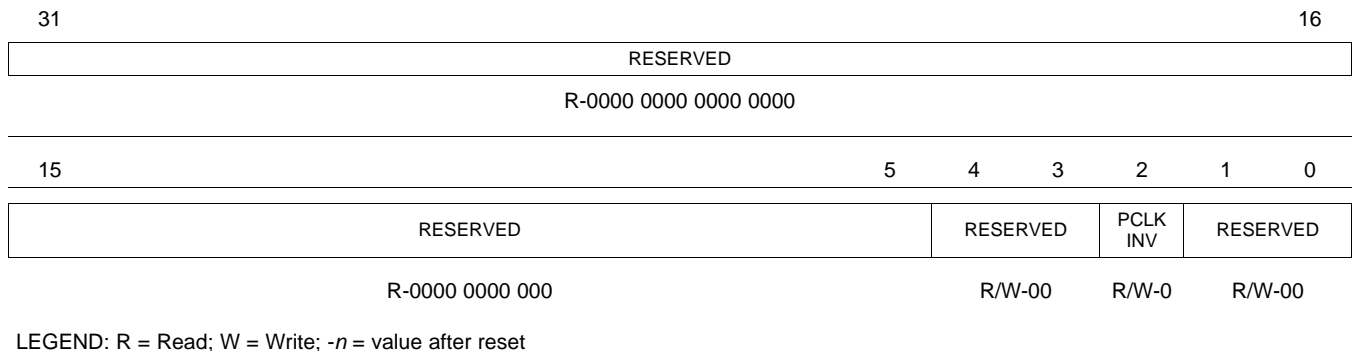 31 16
RESERVED
R-0000 0000 0000 0000
15 5 4 3 2 1 0
RESERVED RESERVED PCLK INV RESERVED
R-0000 0000 000 R/W-00 R/W-0 R/W-00
LEGEND: R = Read; W = Write; -n = value after reset